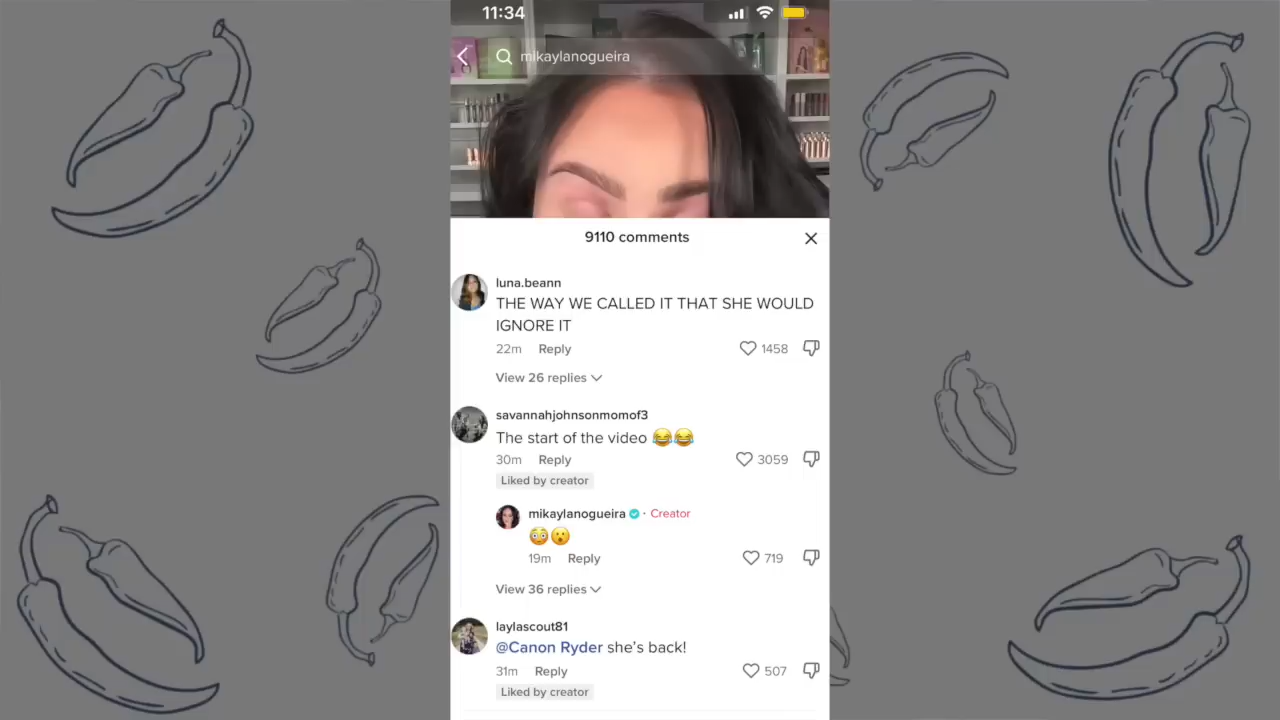 11:34
mikaylanogueira
9110 comments
luna.beann
THE WAY WE CALLED IT THAT SHE WOULD
IGNORE IT
22m Reply 1458
View 26 replies
savannahjohnsonmomof3
The start of the video 😂😂
30m Reply 3059
Liked by creator
mikaylanogueira · Creator
😳😮
19m Reply 719
View 36 replies
laylascout81
@Canon Ryder she's back!
31m Reply 507
Liked by creator